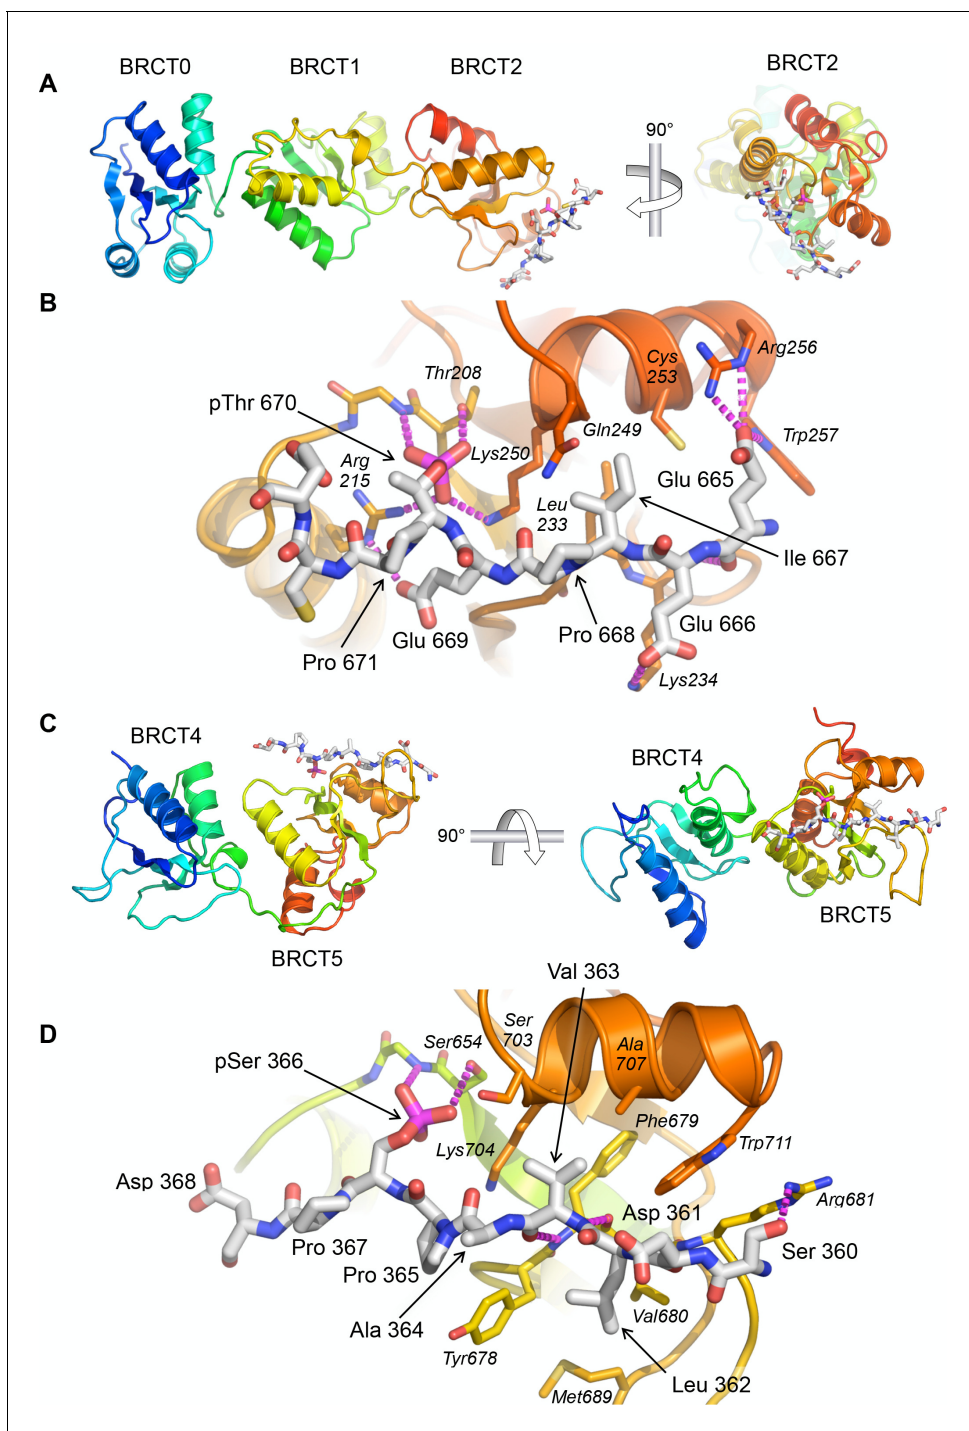 A
BRCT0
BRCT1
BRCT2
90°
BRCT2
B
pThr 670
Thr208
Arg
215
Lys250
Gln249
Cys
253
Arg256
Trp257
Glu 665
Leu
233
Ile 667
Glu 669
Pro 668
Glu 666
Pro 671
Lys234
C
BRCT4
BRCT5
90°
BRCT4
BRCT5
D
Val 363
pSer 366
Ser654
Ser
703
Ala
707
Phe679
Trp711
Lys704
Asp 368
Arg681
Asp 361
Pro 367
Pro 365
Ser 360
Ala 364
Val680
Tyr678
Leu 362
Met689